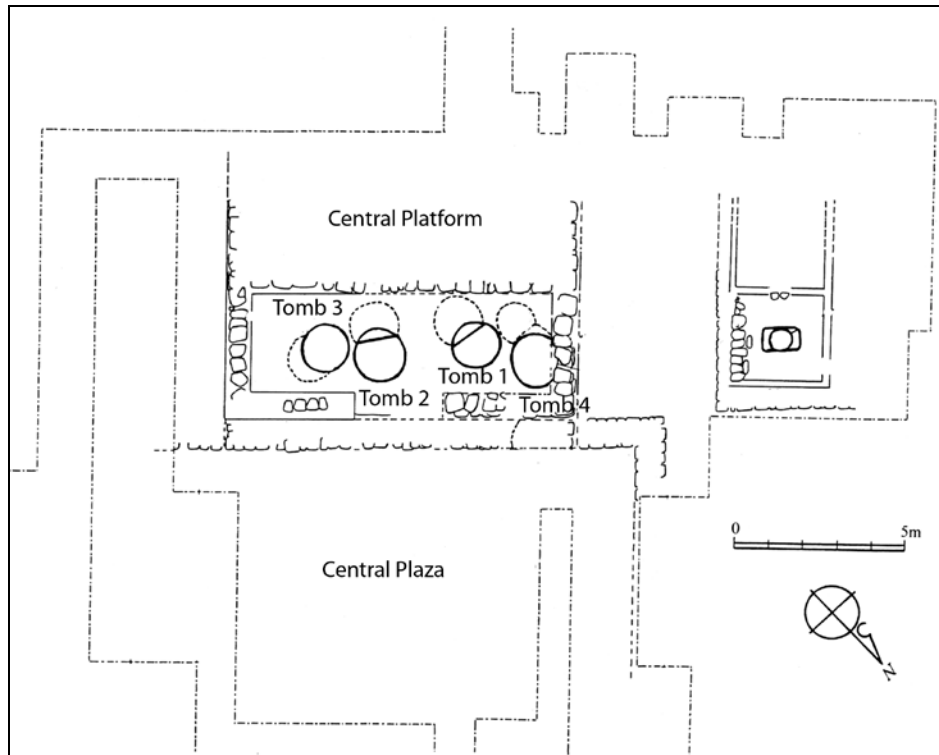 Central Platform
Tomb 3
Tomb 1
Tomb 2
Tomb 4
Central Plaza
0 5m
N